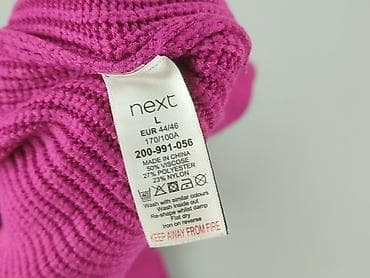 next
L
EUR 44/46
170/100A
200-991-056
MADE IN CHINA
50% VISCOSE
27% POLYESTER
23% NYLON
Wash with similar colours
Wash inside out
Re-shape whilst damp
Flat dry
Iron on reverse
KEEP AWAY FROM FIRE